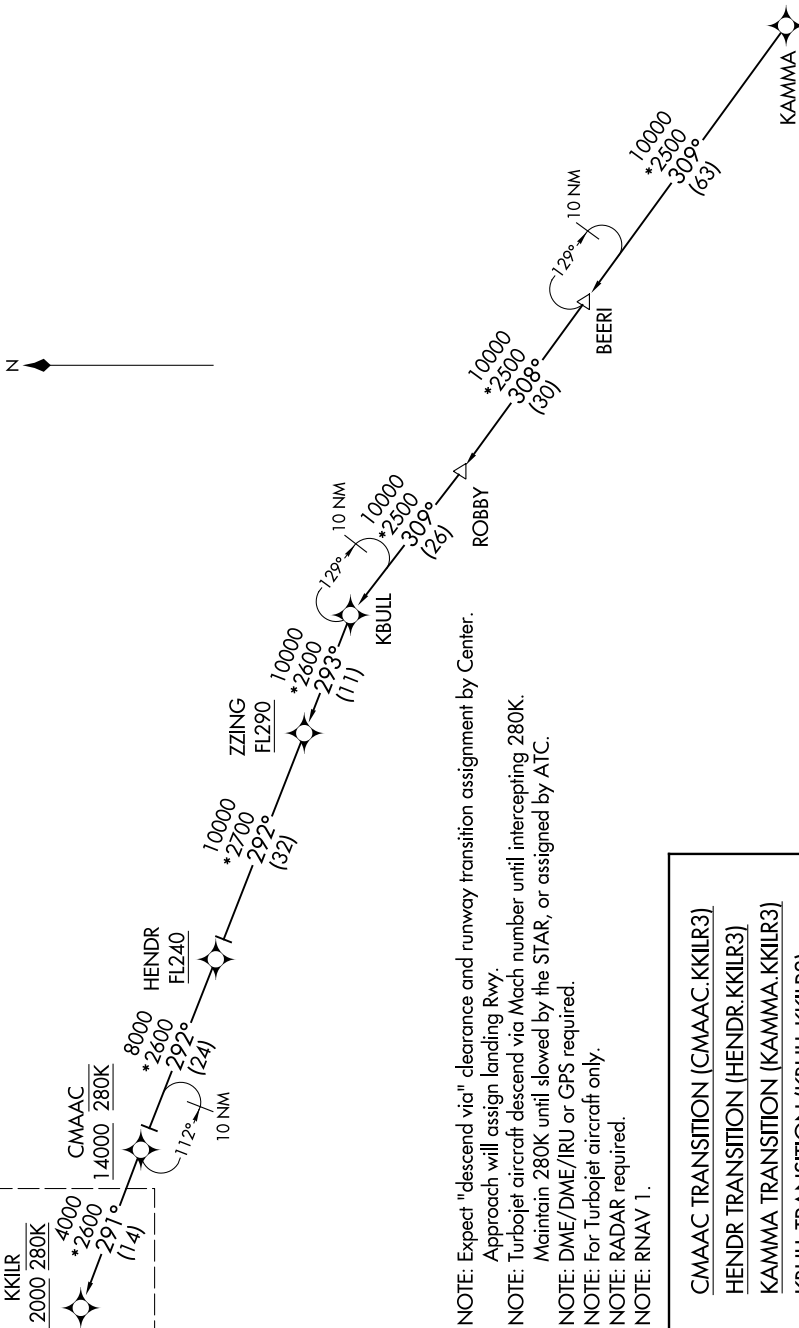 N
KAMMA
10000
*2500
309°
(63)
10 NM
129°
BEERI
10000
*2500
308°
(30)
ROBBY
10000
*2500
309°
(26)
10 NM
129°
KBULL
10000
*2600
293°
(11)
ZZING
FL290
10000
*2700
292°
(32)
HENDR
FL240
8000
*2600
292°
(24)
CMAAC
14000 280K
112°
10 NM
4000
*2600
291°
(14)
KKILR
2000 280K
NOTE: Expect "descend via" clearance and runway transition assignment by Center.
Approach will assign landing Rwy.
NOTE: Turbojet aircraft descend via Mach number until intercepting 280K.
Maintain 280K until slowed by the STAR, or assigned by ATC.
NOTE: DME/DME/IRU or GPS required.
NOTE: For Turbojet aircraft only.
NOTE: RADAR required.
NOTE: RNAV 1.
CMAAC TRANSITION (CMAAC.KKILR3)
HENDR TRANSITION (HENDR.KKILR3)
KAMMA TRANSITION (KAMMA.KKILR3)